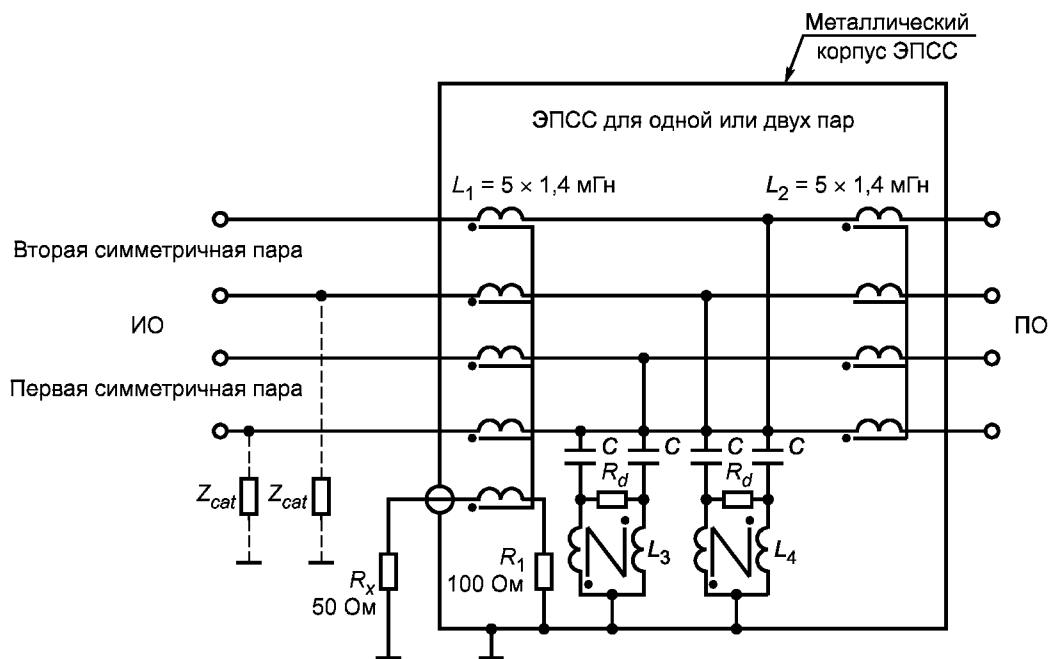 Металлический
корпус ЭПСС
ЭПСС для одной или двух пар
L1 = 5 × 1,4 мГн
L2 = 5 × 1,4 мГн
Вторая симметричная пара
ИО
ПО
Первая симметричная пара
C
C
C
C
Rd
Rd
Zcat
Zcat
L3
L4
Rx
50 Ом
R1
100 Ом